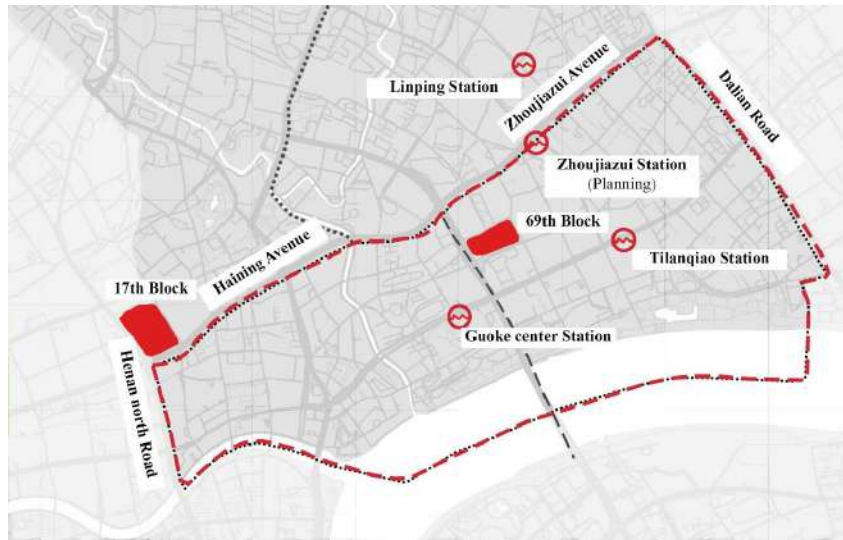 Linping Station
Zhoujiazui Avenue
Dalian Road
Zhoujiazui Station
(Planning)
69th Block
Tilanqiao Station
Haining Avenue
17th Block
Guoke center Station
Henan north Road